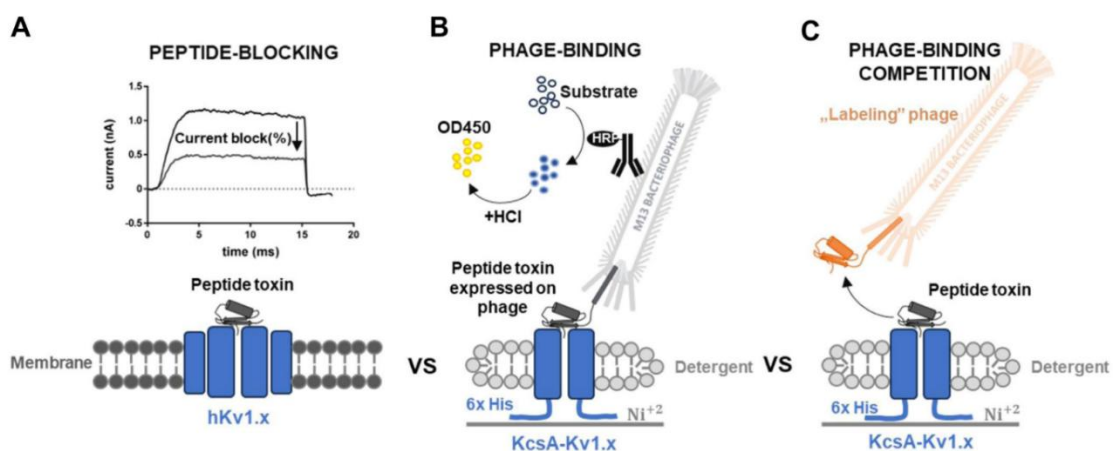 A
PEPTIDE-BLOCKING
1.5
1.0
0.5
0
-0.5
current (nA)
Current block(%)
0 5 10 15 20
time (ms)
Peptide toxin
Membrane
hKv1.x
VS
B
PHAGE-BINDING
Substrate
OD450
HRP
+HCl
M13 BACTERIOPHAGE
Peptide toxin
expressed on
phage
Detergent
6x His
Ni+2
KcsA-Kv1.x
VS
C
PHAGE-BINDING
COMPETITION
„Labeling” phage
M13 BACTERIOPHAGE
Peptide toxin
Detergent
6x His
Ni+2
KcsA-Kv1.x